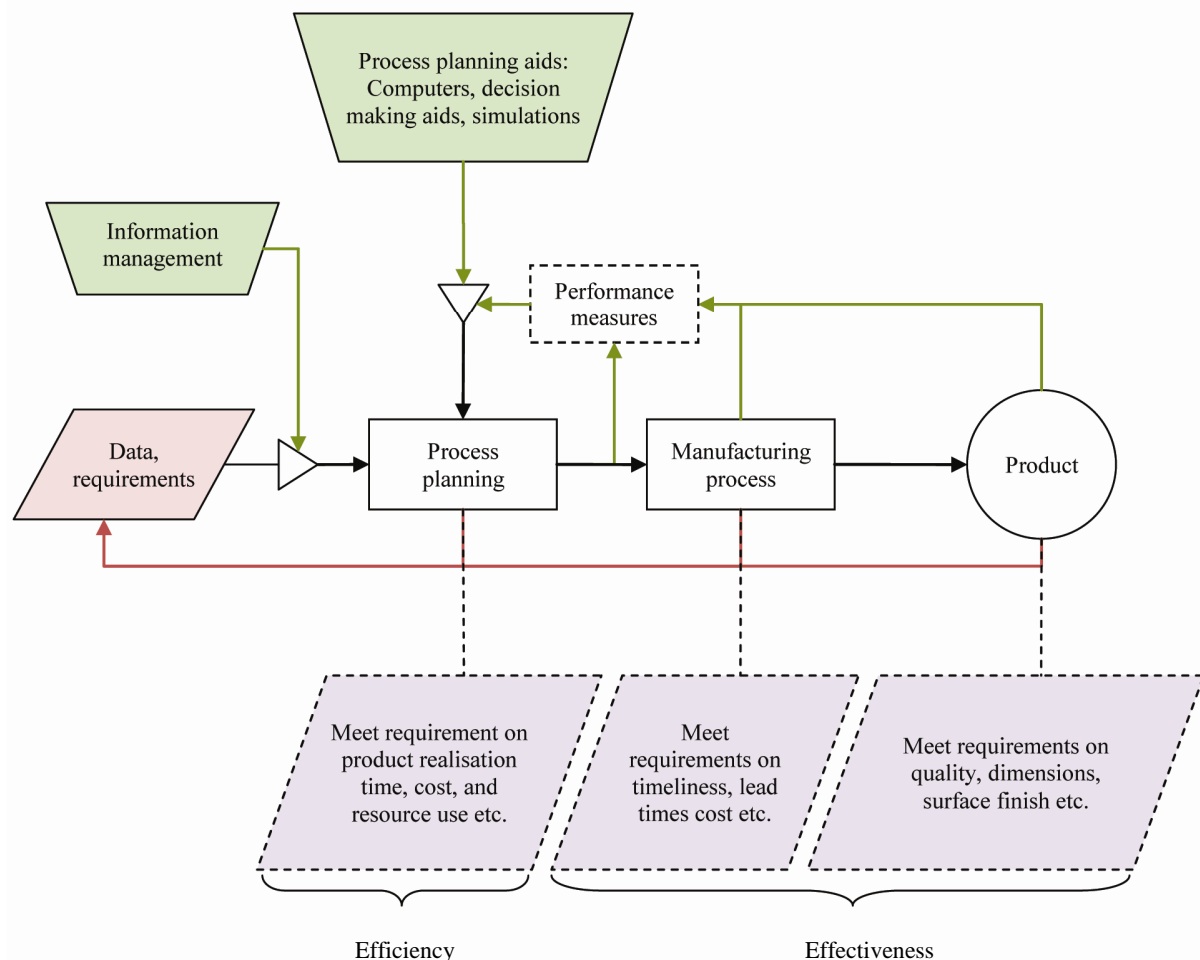 Process planning aids:
Computers, decision
making aids, simulations
Information
management
Performance
measures
Data,
requirements
Process
planning
Manufacturing
process
Product
Meet requirement on
product realisation
time, cost, and
resource use etc.
Meet
requirements on
timeliness, lead
times cost etc.
Meet requirements on
quality, dimensions,
surface finish etc.
Efficiency
Effectiveness